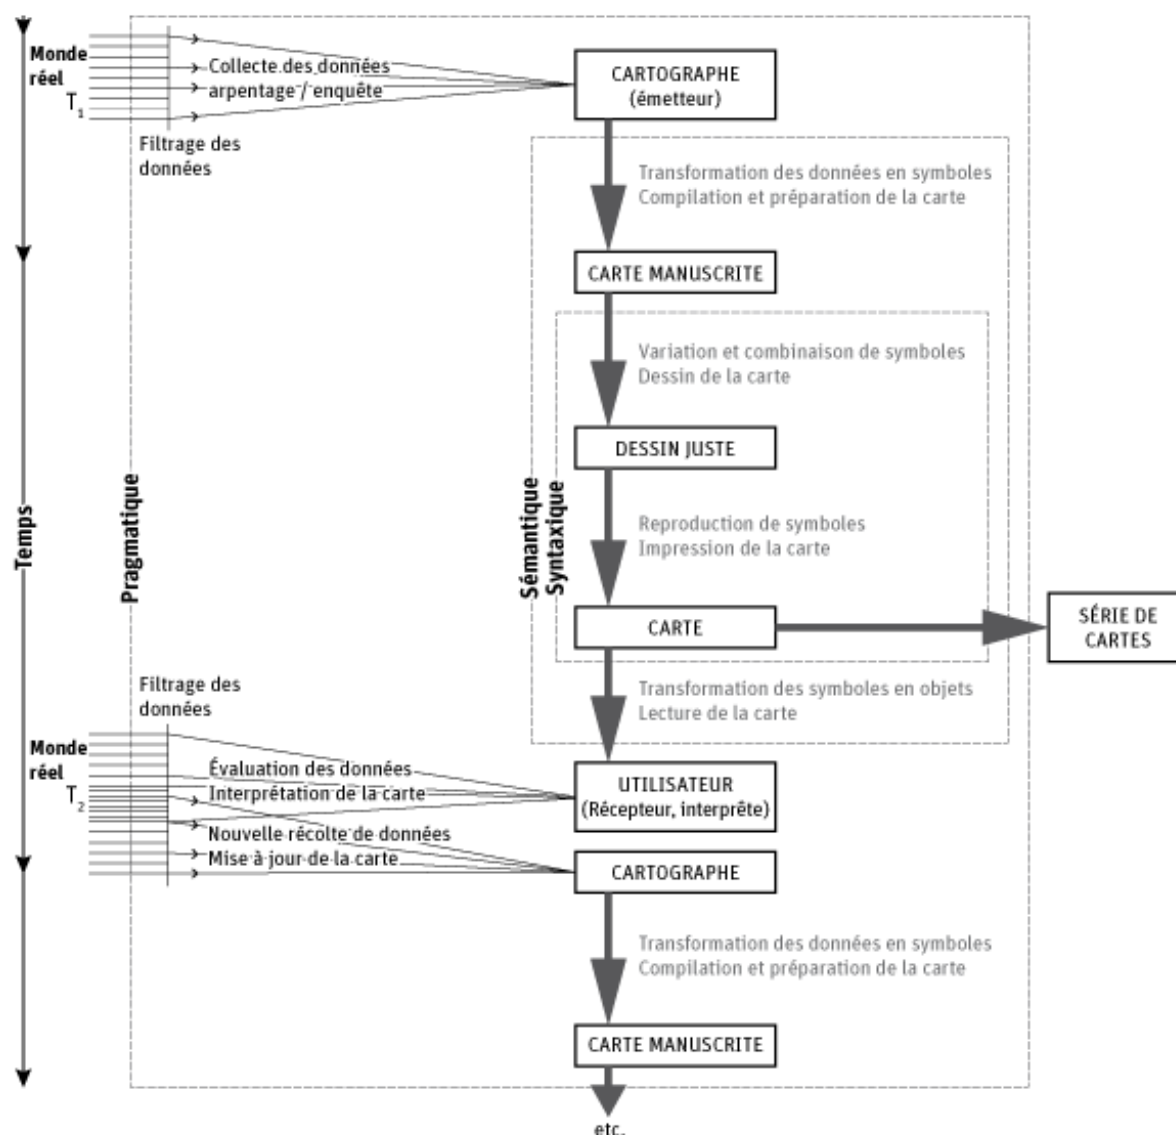 Monde
réel
T1
Collecte des données
arpentage / enquête
Filtrage des
données
CARTOGRAPHE
(émetteur)
Transformation des données en symboles
Compilation et préparation de la carte
CARTE MANUSCRITE
Variation et combinaison de symboles
Dessin de la carte
DESSIN JUSTE
Temps
Pragmatique
Sémantique
Syntaxique
Reproduction de symboles
Impression de la carte
CARTE
SÉRIE DE
CARTES
Transformation des symboles en objets
Lecture de la carte
Filtrage des
données
Monde
réel
T2
Évaluation des données
Interprétation de la carte
UTILISATEUR
(Récepteur, interprête)
Nouvelle récolte de données
Mise à jour de la carte
CARTOGRAPHE
Transformation des données en symboles
Compilation et préparation de la carte
CARTE MANUSCRITE
etc.